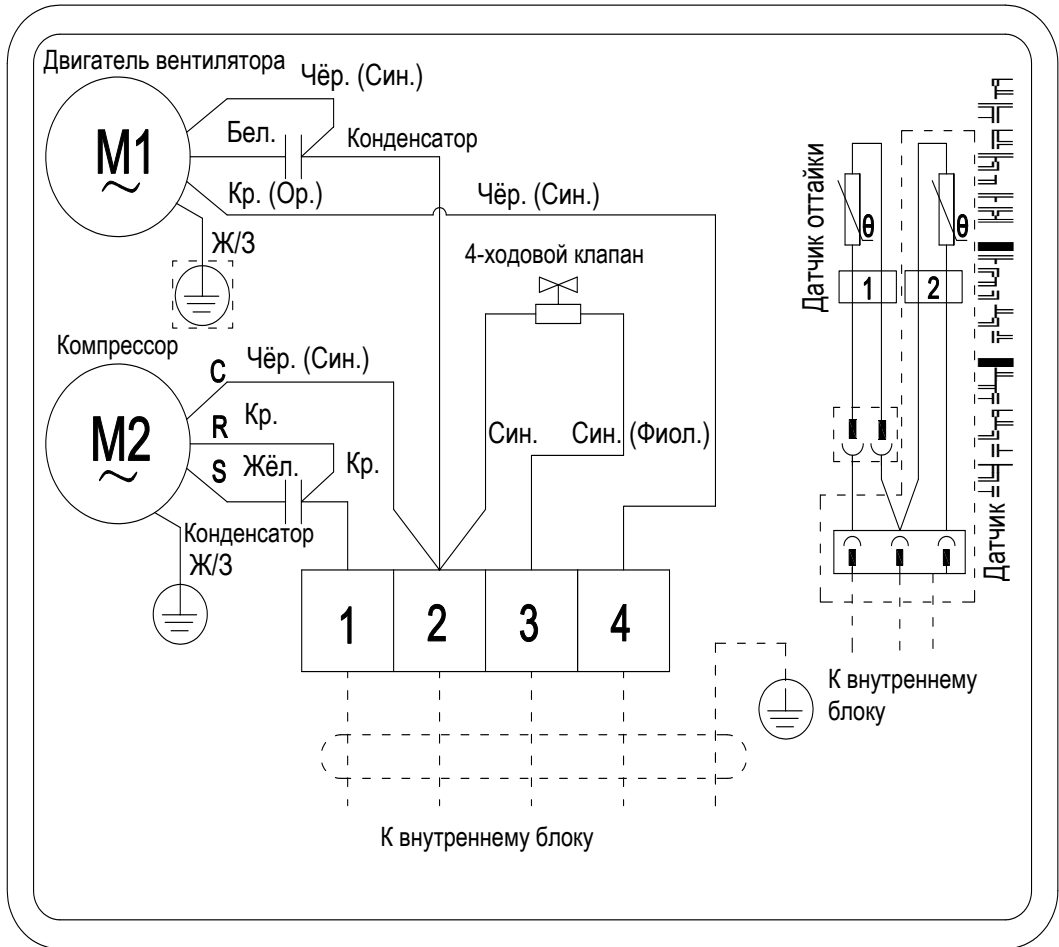 Двигатель вентилятора
Чёр. (Син.)
M1
~
Бел.
Конденсатор
Кр. (Ор.)
Чёр. (Син.)
Ж/З
4-ходовой клапан
Компрессор
C
Чёр. (Син.)
M2
~
R
Кр.
S
Жёл.
Кр.
Син.
Син. (Фиол.)
Конденсатор
Ж/З
1
2
3
4
К внутреннему блоку
Датчик оттайки
θ
θ
1
2
Датчик
К внутреннему
блоку